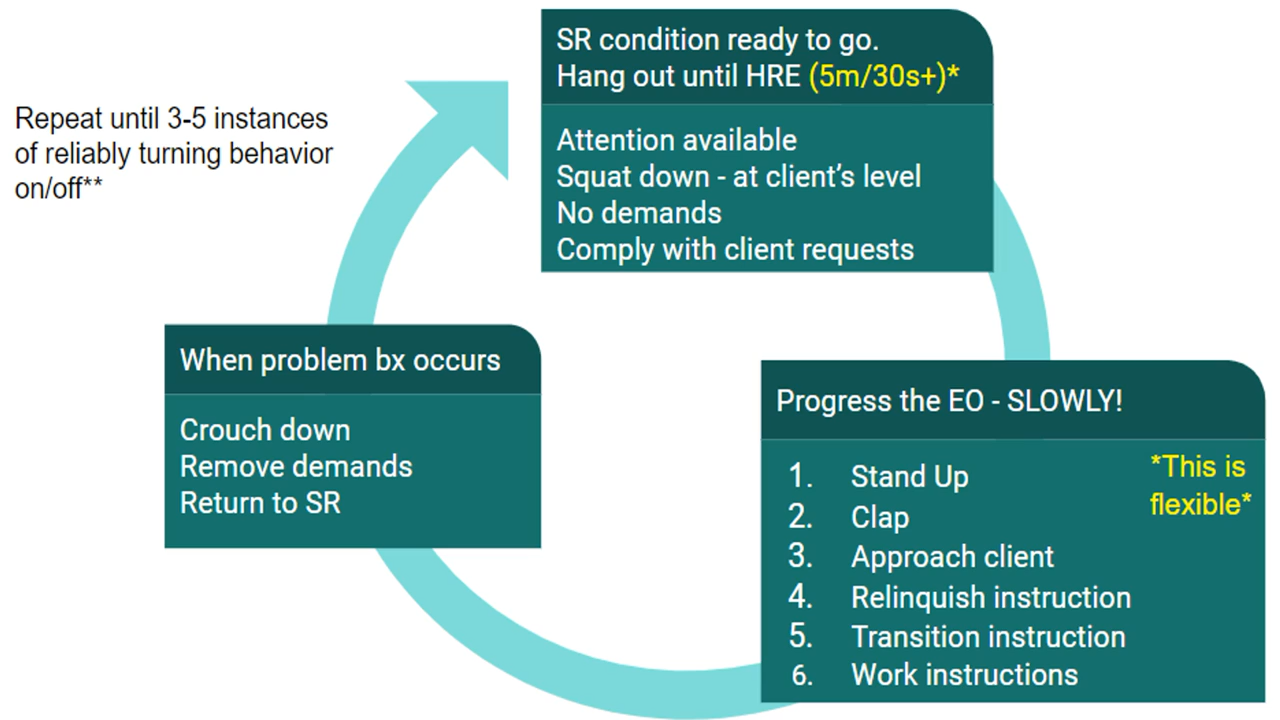 SR condition ready to go.
Hang out until HRE (5m/30s+)*
Attention available
Squat down - at client's level
No demands
Comply with client requests
Progress the EO - SLOWLY!
*This is
flexible*
1. Stand Up
2. Clap
3. Approach client
4. Relinquish instruction
5. Transition instruction
6. Work instructions
When problem bx occurs
Crouch down
Remove demands
Return to SR
Repeat until 3-5 instances
of reliably turning behavior
on/off**